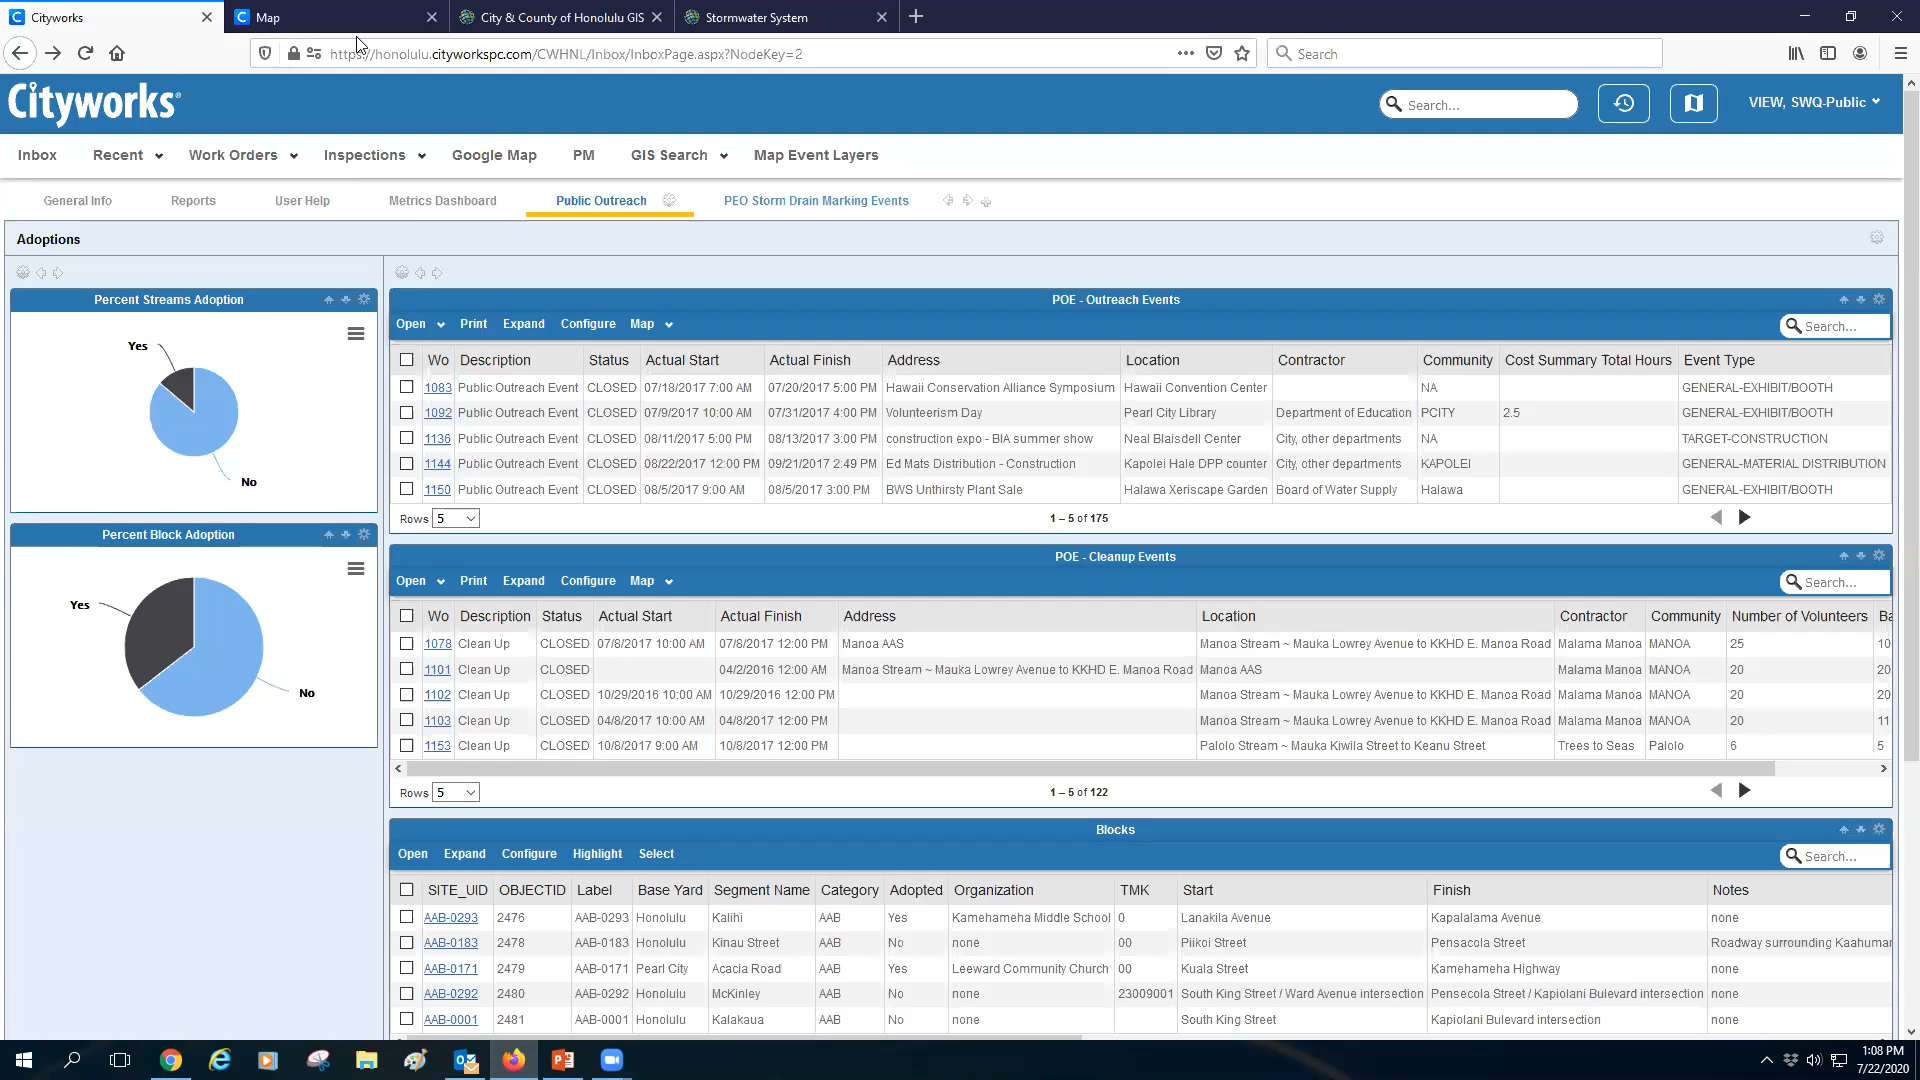 Cityworks
Map
City & County of Honolulu GIS
Stormwater System
https://honolulu.cityworkspc.com/CWHNL/Inbox/InboxPage.aspx?NodeKey=2
Search
Cityworks
Search...
VIEW, SWQ-Public
Inbox Recent Work Orders Inspections Google Map PM GIS Search Map Event Layers
General Info Reports User Help Metrics Dashboard Public Outreach PEO Storm Drain Marking Events
Adoptions
Percent Streams Adoption
Yes
No
Percent Block Adoption
Yes
No
POE - Outreach Events
Open Print Expand Configure Map Search...
Wo Description Status Actual Start Actual Finish Address Location Contractor Community Cost Summary Total Hours Event Type
1083 Public Outreach Event CLOSED 07/18/2017 7:00 AM 07/20/2017 5:00 PM Hawaii Conservation Alliance Symposium Hawaii Convention Center NA GENERAL-EXHIBIT/BOOTH
1092 Public Outreach Event CLOSED 07/9/2017 10:00 AM 07/31/2017 4:00 PM Volunteerism Day Pearl City Library Department of Education PCITY 2.5 GENERAL-EXHIBIT/BOOTH
1136 Public Outreach Event CLOSED 08/11/2017 5:00 PM 08/13/2017 3:00 PM construction expo - BIA summer show Neal Blaisdell Center City, other departments NA TARGET-CONSTRUCTION
1144 Public Outreach Event CLOSED 08/22/2017 12:00 PM 09/21/2017 2:49 PM Ed Mats Distribution - Construction Kapolei Hale DPP counter City, other departments KAPOLEI GENERAL-MATERIAL DISTRIBUTION
1150 Public Outreach Event CLOSED 08/5/2017 9:00 AM 08/5/2017 3:00 PM BWS Unthirsty Plant Sale Halawa Xeriscape Garden Board of Water Supply Halawa GENERAL-EXHIBIT/BOOTH
Rows 5 1 – 5 of 175
POE - Cleanup Events
Open Print Expand Configure Map Search...
Wo Description Status Actual Start Actual Finish Address Location Contractor Community Number of Volunteers Ba
1078 Clean Up CLOSED 07/8/2017 10:00 AM 07/8/2017 12:00 PM Manoa AAS Manoa Stream ~ Mauka Lowrey Avenue to KKHD E. Manoa Road Malama Manoa MANOA 25 10
1101 Clean Up CLOSED 04/2/2016 12:00 AM Manoa Stream ~ Mauka Lowrey Avenue to KKHD E. Manoa Road Manoa AAS Malama Manoa MANOA 20 20
1102 Clean Up CLOSED 10/29/2016 10:00 AM 10/29/2016 12:00 PM Manoa Stream ~ Mauka Lowrey Avenue to KKHD E. Manoa Road Malama Manoa MANOA 20 20
1103 Clean Up CLOSED 04/8/2017 10:00 AM 04/8/2017 12:00 PM Manoa Stream ~ Mauka Lowrey Avenue to KKHD E. Manoa Road Malama Manoa MANOA 20 11
1153 Clean Up CLOSED 10/8/2017 9:00 AM 10/8/2017 12:00 PM Palolo Stream ~ Mauka Kiwila Street to Keanu Street Trees to Seas Palolo 6 5
Rows 5 1 – 5 of 122
Blocks
Open Expand Configure Highlight Select Search...
SITE_UID OBJECTID Label Base Yard Segment Name Category Adopted Organization TMK Start Finish Notes
AAB-0293 2476 AAB-0293 Honolulu Kalihi AAB Yes Kamehameha Middle School 0 Lanakila Avenue Kapalalama Avenue none
AAB-0183 2478 AAB-0183 Honolulu Kinau Street AAB No none 00 Piikoi Street Pensacola Street Roadway surrounding Kaahumar
AAB-0171 2479 AAB-0171 Pearl City Acacia Road AAB Yes Leeward Community Church 00 Kuala Street Kamehameha Highway none
AAB-0292 2480 AAB-0292 Honolulu McKinley AAB No none 23009001 South King Street / Ward Avenue intersection Pensecola Street / Kapiolani Bulevard intersection none
AAB-0001 2481 AAB-0001 Honolulu Kalakaua AAB No none South King Street Kapiolani Bulevard intersection none
1:08 PM
7/22/2020